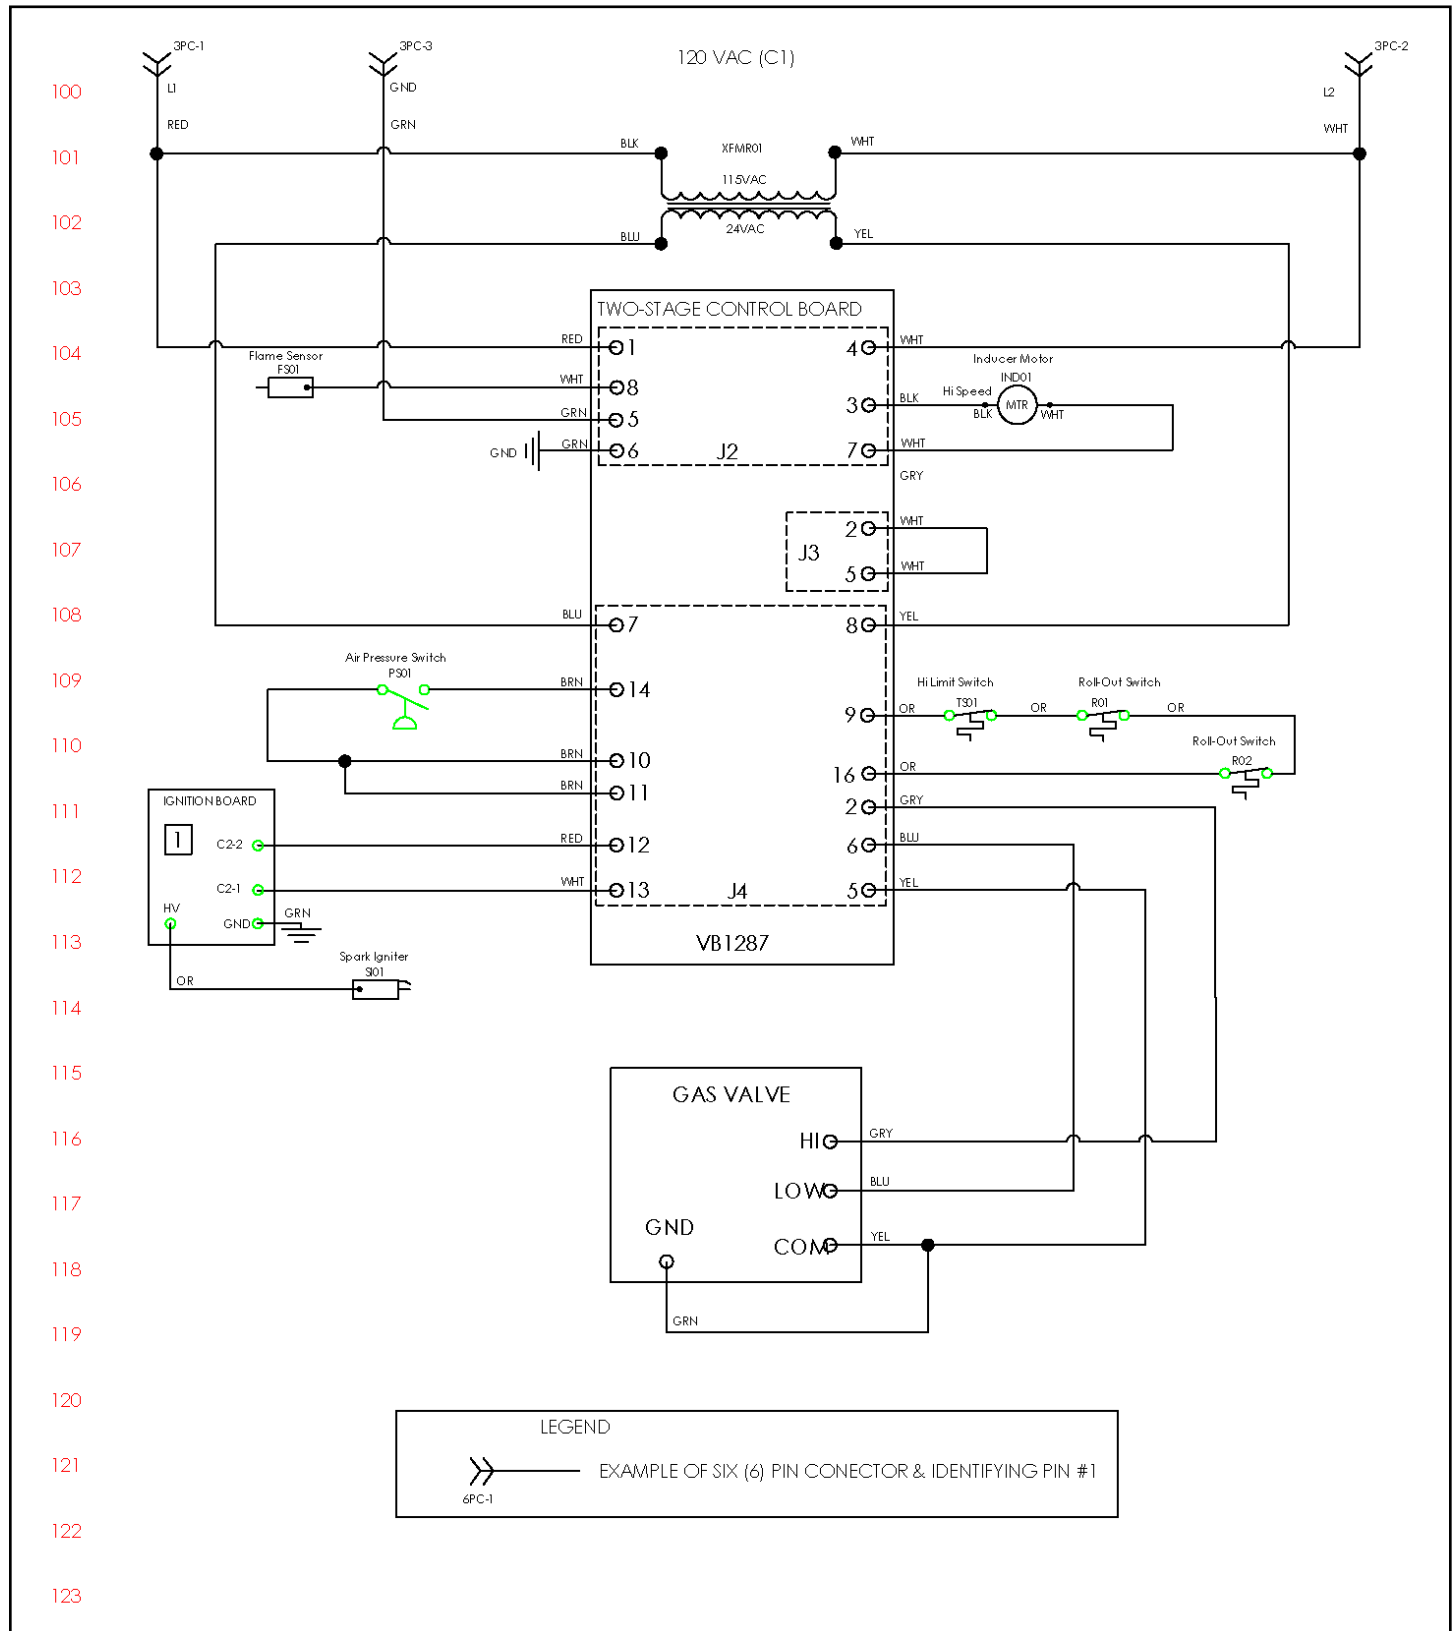 3PC-1
3PC-3
120 VAC (C1)
3PC-2
100
L1
GND
L2
RED
GRN
WHT
101
BLK
XFMR01
WHT
115VAC
102
24VAC
BLU
YEL
103
TWO-STAGE CONTROL BOARD
104
RED
1
4
WHT
Flame Sensor
FS01
Inducer Motor
IND01
WHT
8
Hi Speed
105
3
BLK
BLK
MTR
WHT
GRN
5
GND
GRN
6
J2
7
WHT
106
GRY
2
WHT
107
J3
5
WHT
108
BLU
7
8
YEL
109
Air Pressure Switch
PS01
BRN
14
Hi Limit Switch
TS01
Roll-Out Switch
R01
9
OR
OR
OR
110
BRN
10
Roll-Out Switch
R02
16
OR
111
BRN
11
2
GRY
IGNITION BOARD
1
C2-2
RED
12
6
BLU
112
C2-1
WHT
13
J4
5
YEL
HV
GND
GRN
113
VB1287
Spark Igniter
SI01
OR
114
115
GAS VALVE
116
HI
GRY
117
LOW
BLU
GND
COM
YEL
118
119
GRN
120
LEGEND
121
EXAMPLE OF SIX (6) PIN CONECTOR & IDENTIFYING PIN #1
6PC-1
122
123